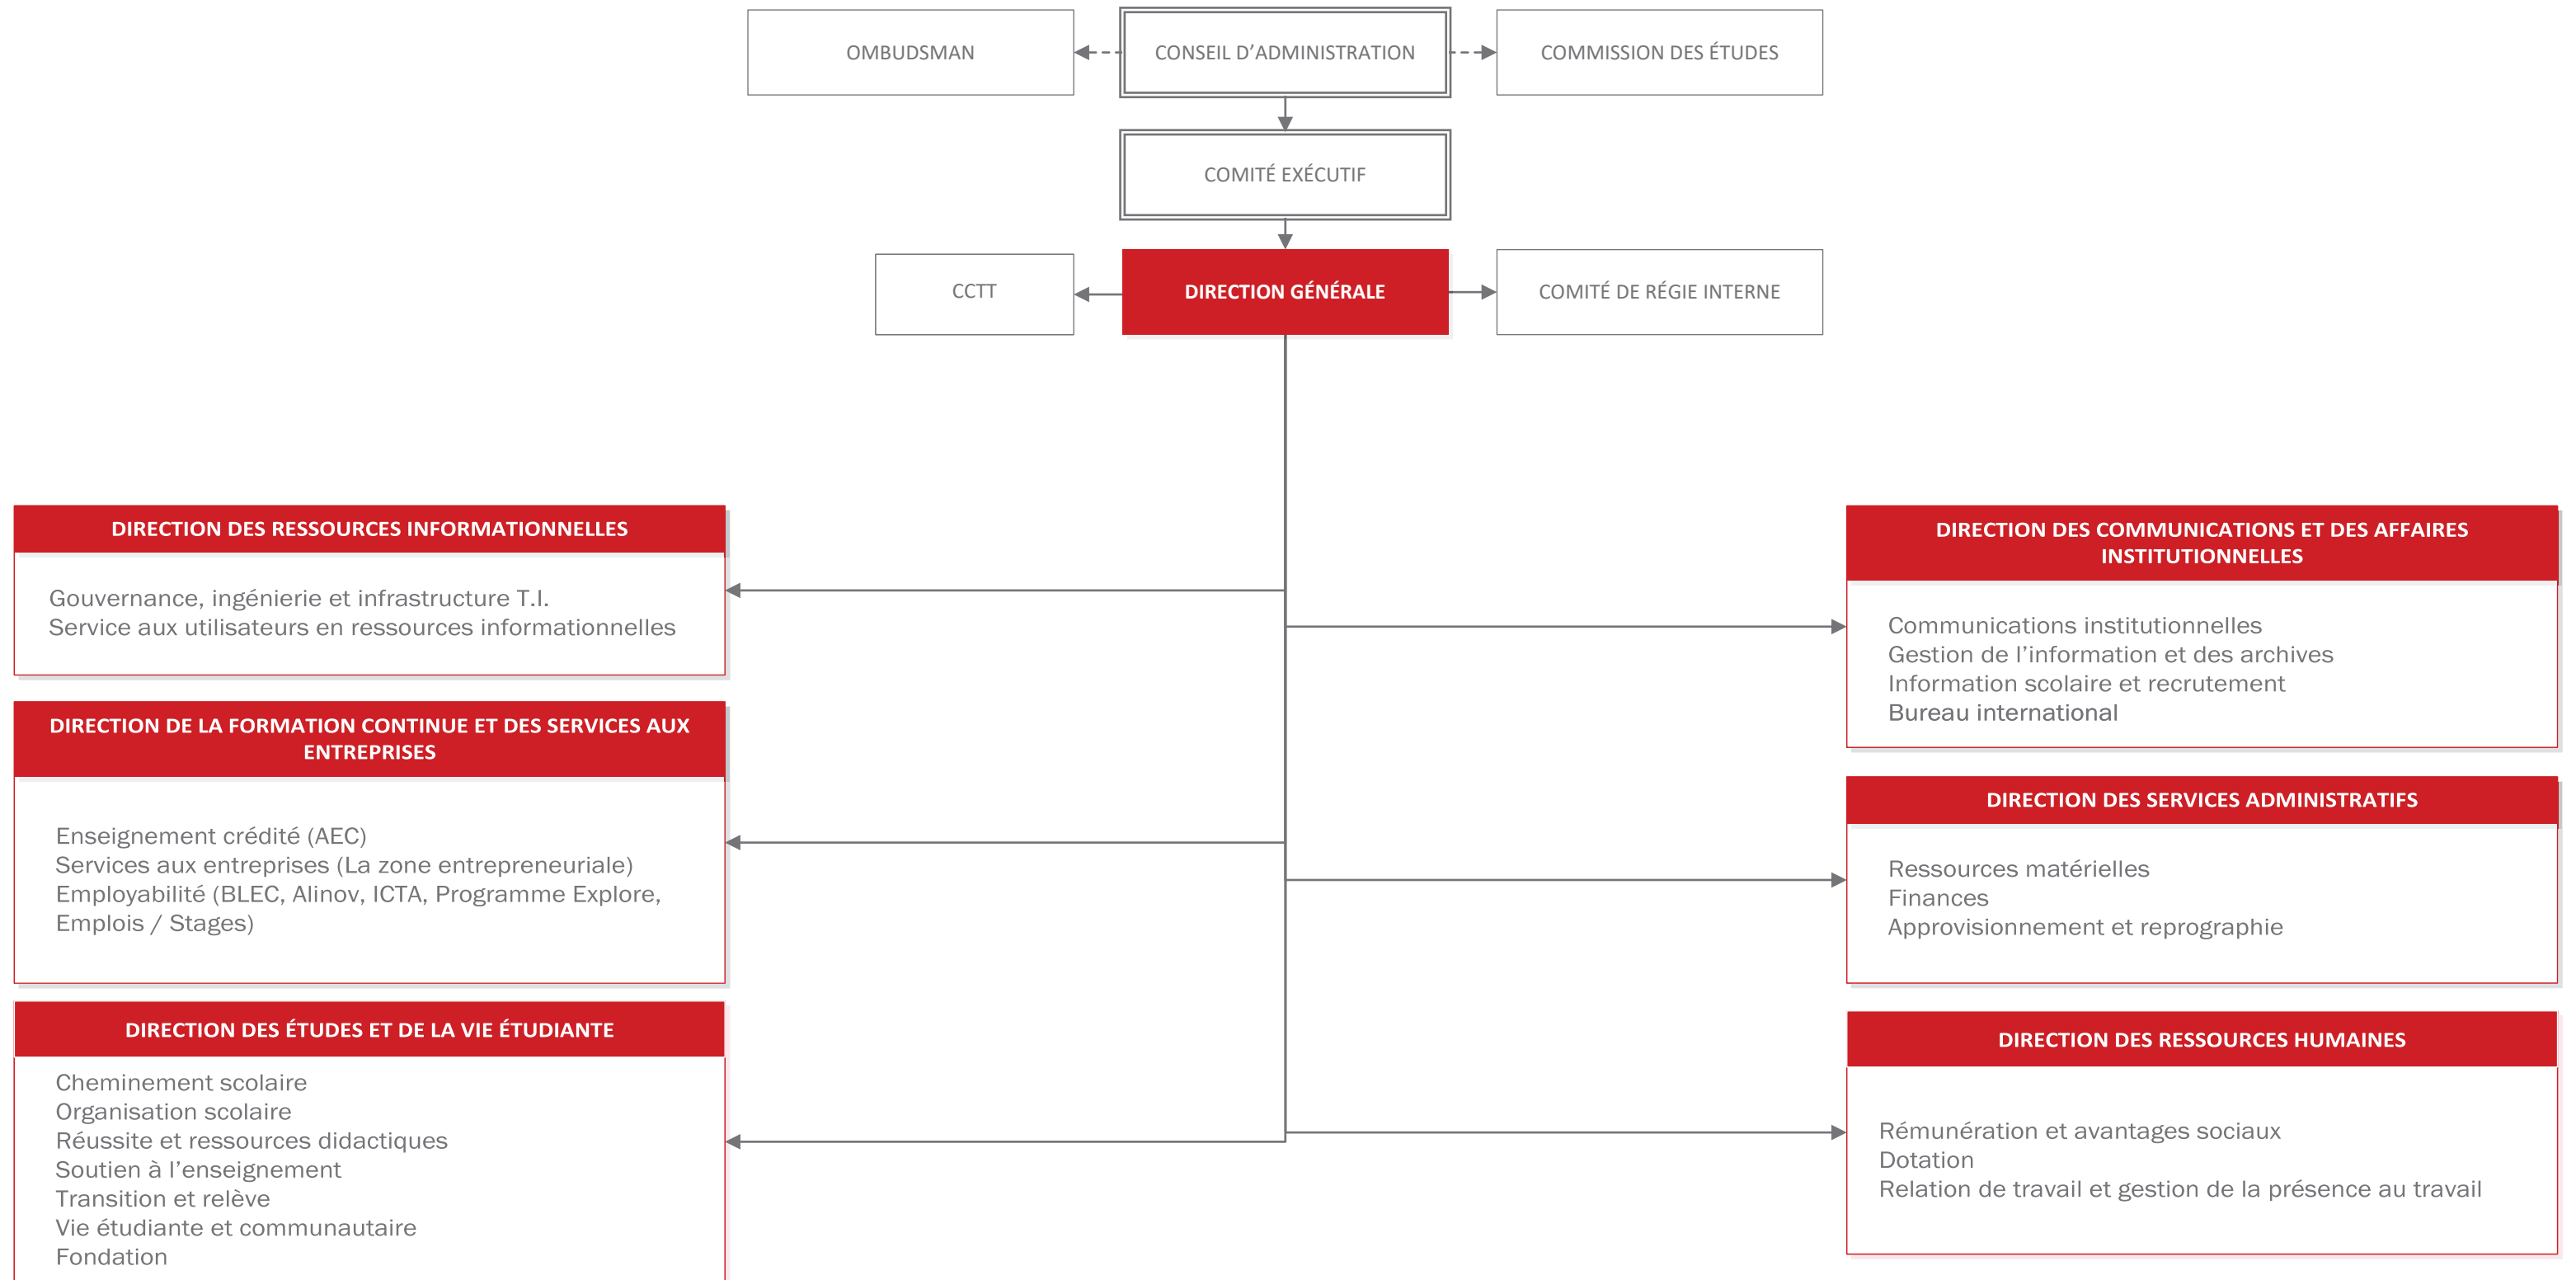 OMBUDSMAN
CONSEIL D’ADMINISTRATION
COMMISSION DES ÉTUDES
COMITÉ EXÉCUTIF
CCTT
DIRECTION GÉNÉRALE
COMITÉ DE RÉGIE INTERNE
DIRECTION DES RESSOURCES INFORMATIONNELLES
Gouvernance, ingénierie et infrastructure T.I.
Service aux utilisateurs en ressources informationnelles
DIRECTION DE LA FORMATION CONTINUE ET DES SERVICES AUX
ENTREPRISES
Enseignement crédité (AEC)
Services aux entreprises (La zone entrepreneuriale)
Employabilité (BLEC, Alinov, ICTA, Programme Explore,
Emplois / Stages)
DIRECTION DES ÉTUDES ET DE LA VIE ÉTUDIANTE
Cheminement scolaire
Organisation scolaire
Réussite et ressources didactiques
Soutien à l’enseignement
Transition et relève
Vie étudiante et communautaire
Fondation
DIRECTION DES COMMUNICATIONS ET DES AFFAIRES
INSTITUTIONNELLES
Communications institutionnelles
Gestion de l’information et des archives
Information scolaire et recrutement
Bureau international
DIRECTION DES SERVICES ADMINISTRATIFS
Ressources matérielles
Finances
Approvisionnement et reprographie
DIRECTION DES RESSOURCES HUMAINES
Rémunération et avantages sociaux
Dotation
Relation de travail et gestion de la présence au travail